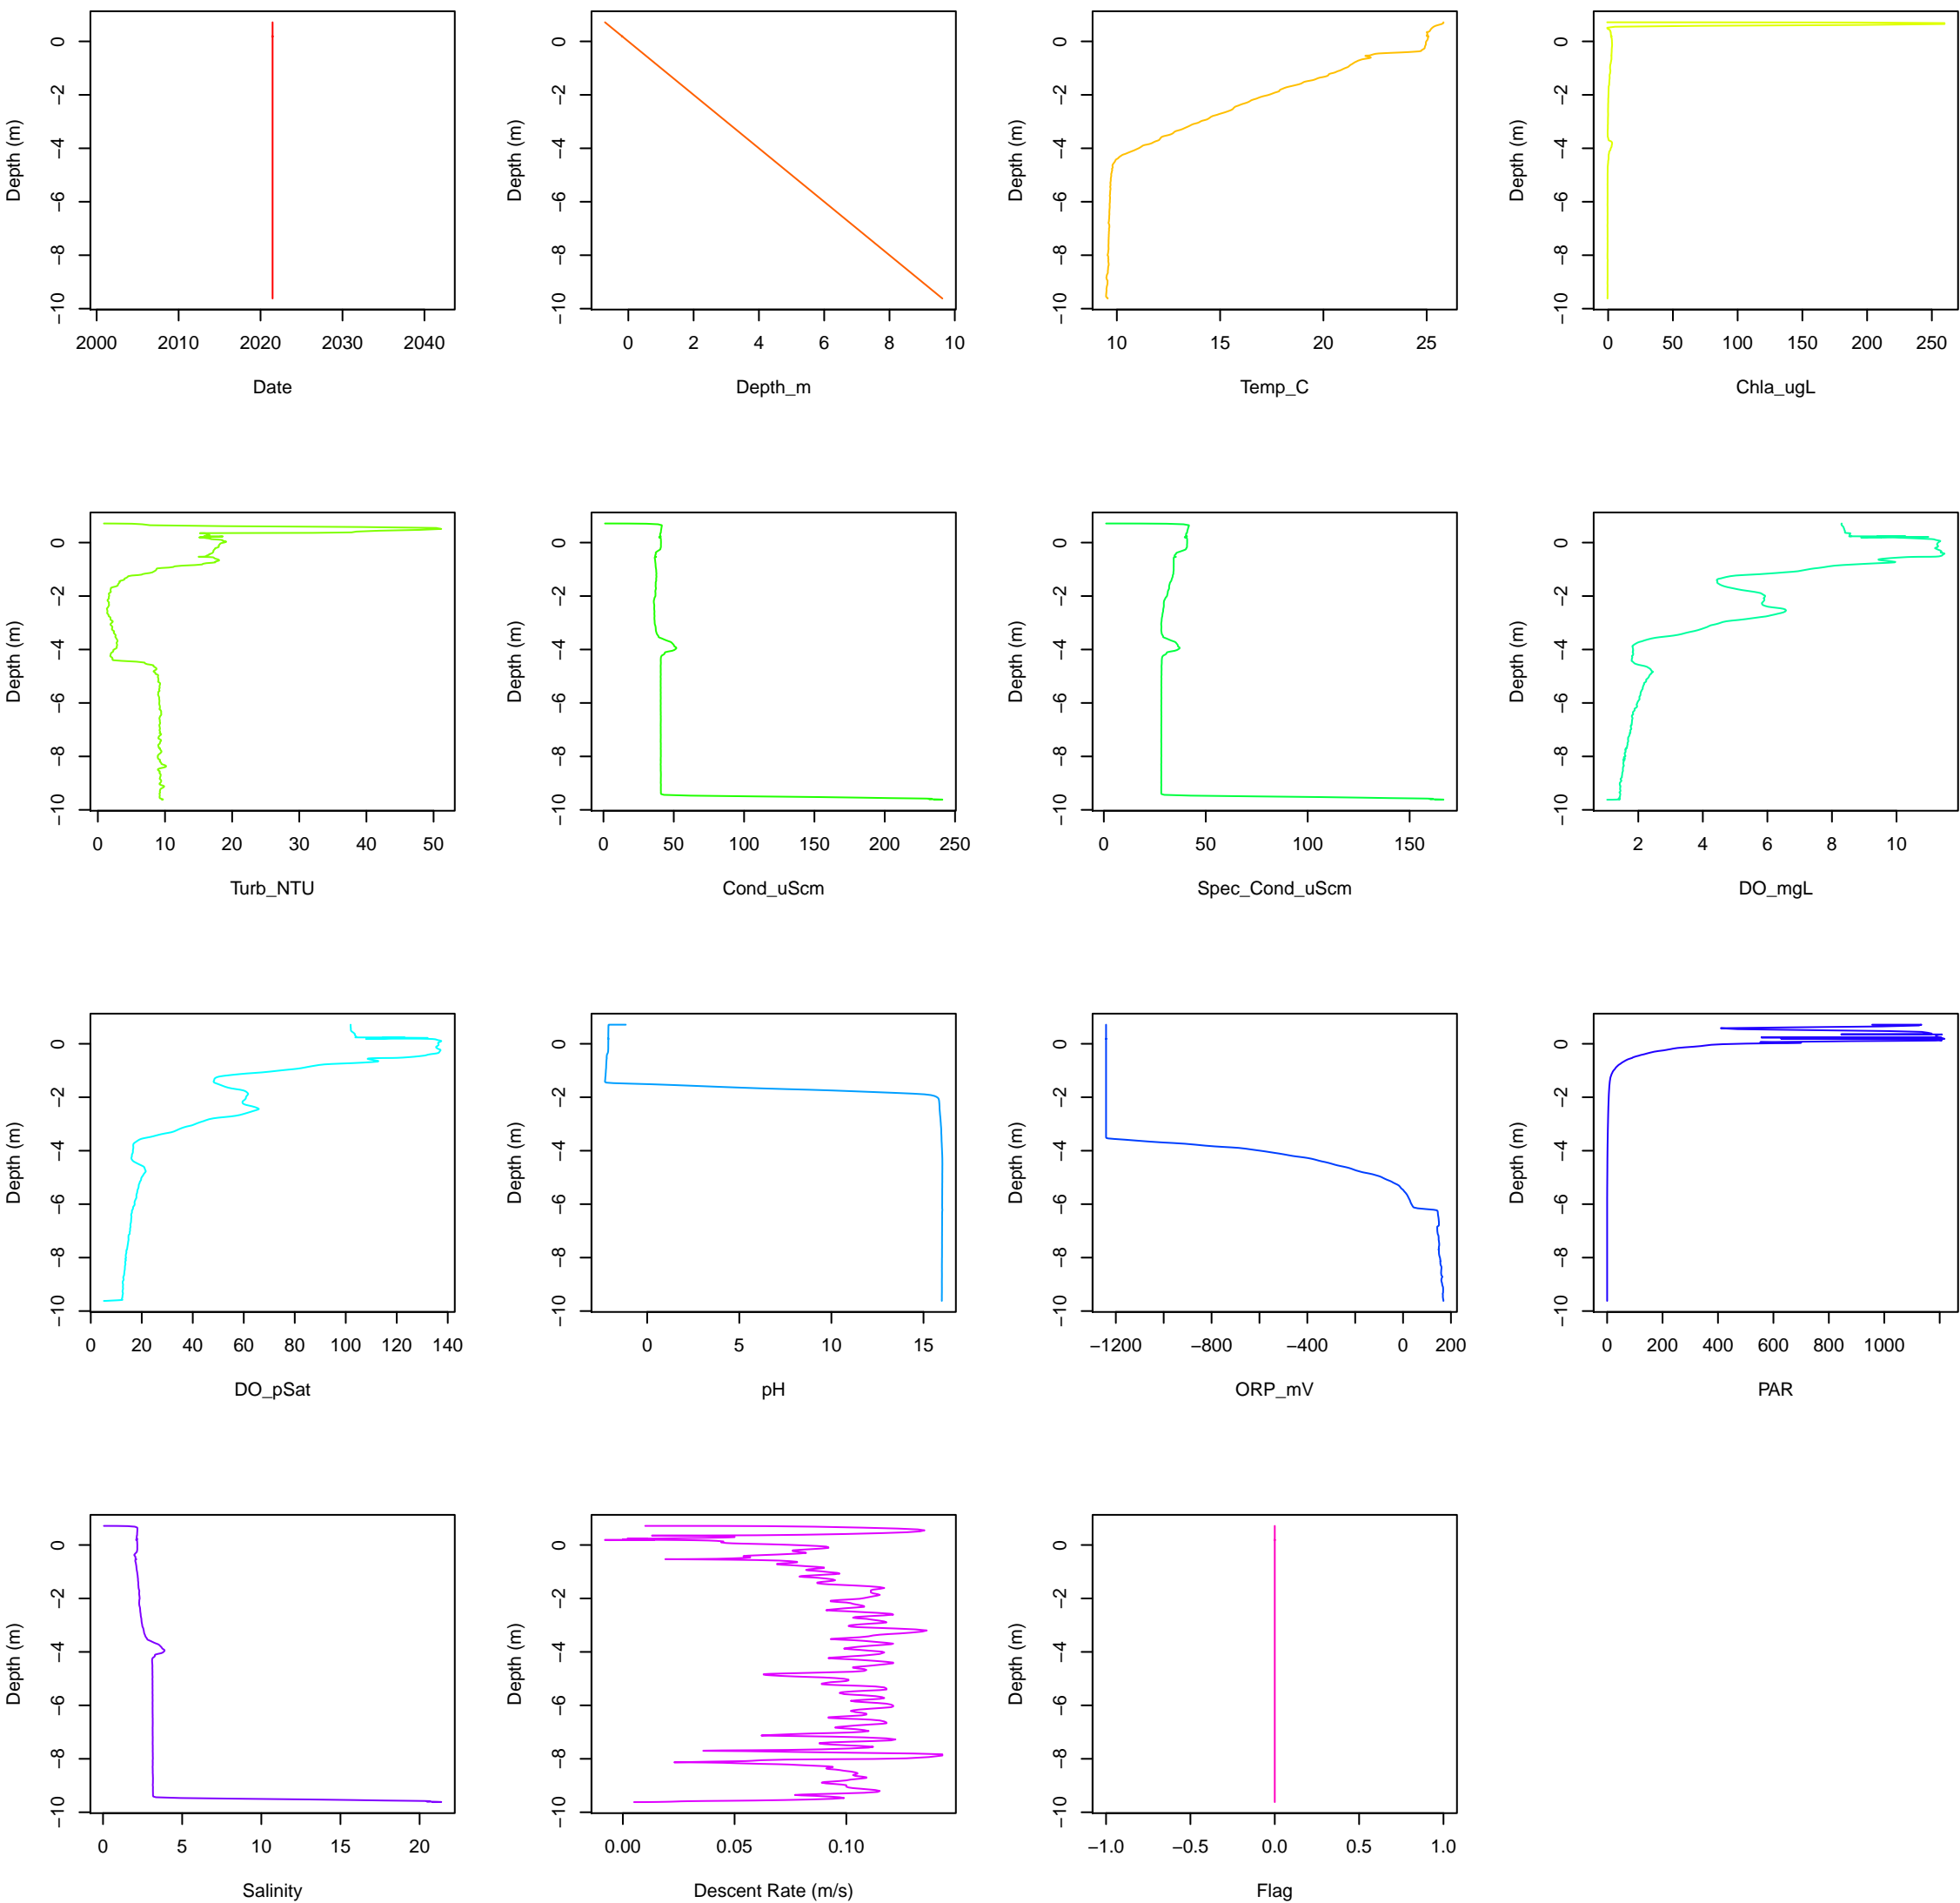 Depth (m)
0
−2
−4
−6
−8
−10
2000 2010 2020 2030 2040
Date
Depth (m)
0
−2
−4
−6
−8
−10
0 2 4 6 8 10
Depth_m
Depth (m)
0
−2
−4
−6
−8
−10
10 15 20 25
Temp_C
Depth (m)
0
−2
−4
−6
−8
−10
0 50 100 150 200 250
Chla_ugL
Depth (m)
0
−2
−4
−6
−8
−10
0 10 20 30 40 50
Turb_NTU
Depth (m)
0
−2
−4
−6
−8
−10
0 50 100 150 200 250
Cond_uScm
Depth (m)
0
−2
−4
−6
−8
−10
0 50 100 150
Spec_Cond_uScm
Depth (m)
0
−2
−4
−6
−8
−10
2 4 6 8 10
DO_mgL
Depth (m)
0
−2
−4
−6
−8
−10
0 20 40 60 80 100 120 140
DO_pSat
Depth (m)
0
−2
−4
−6
−8
−10
0 5 10 15
pH
Depth (m)
0
−2
−4
−6
−8
−10
−1200 −800 −400 0 200
ORP_mV
Depth (m)
0
−2
−4
−6
−8
−10
0 200 400 600 800 1000
PAR
Depth (m)
0
−2
−4
−6
−8
−10
0 5 10 15 20
Salinity
Depth (m)
0
−2
−4
−6
−8
−10
0.00 0.05 0.10
Descent Rate (m/s)
Depth (m)
0
−2
−4
−6
−8
−10
−1.0 −0.5 0.0 0.5 1.0
Flag